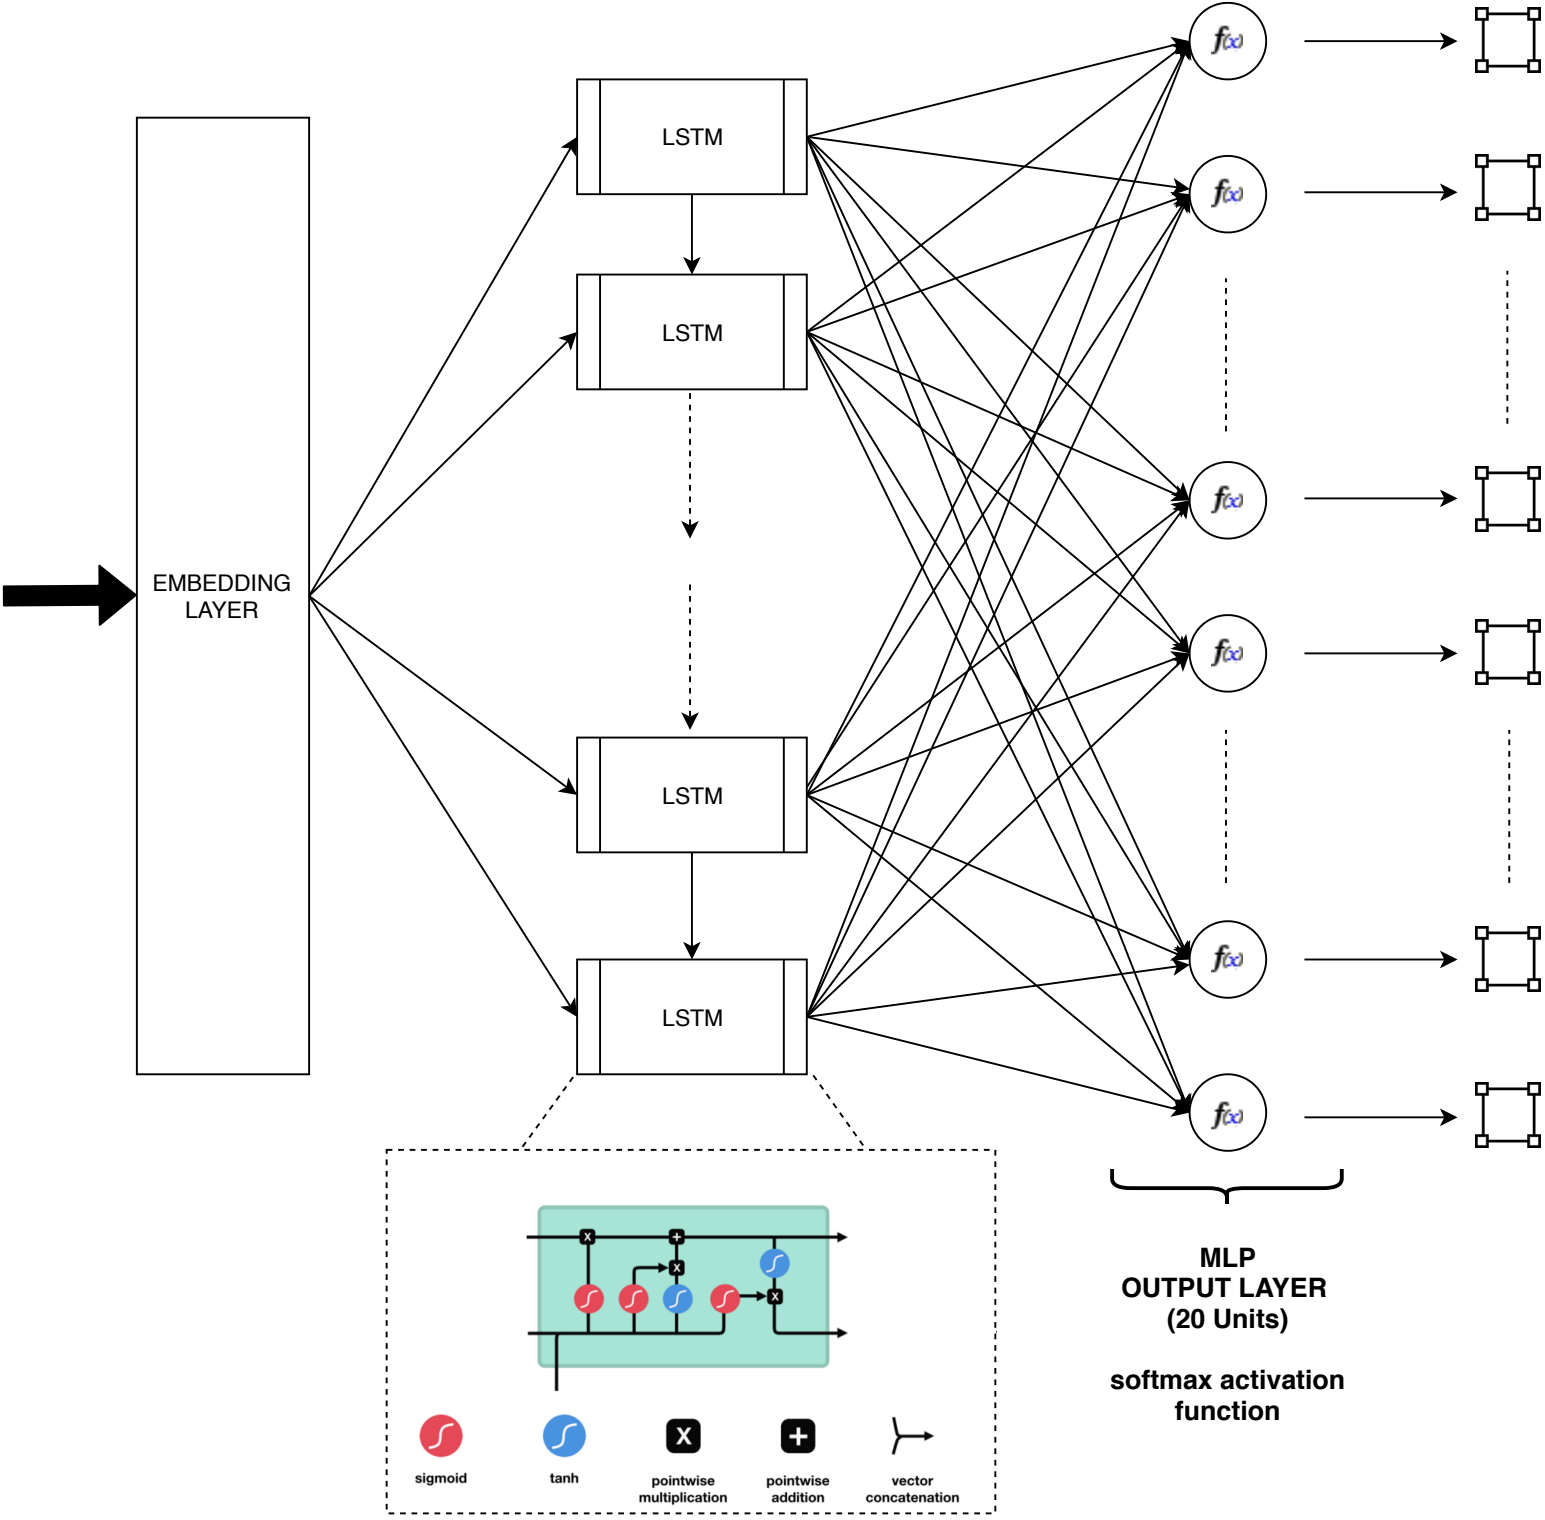 LSTM
LSTM
EMBEDDING
LAYER
LSTM
LSTM
f(x)
f(x)
f(x)
f(x)
f(x)
f(x)
X
+
X
X
X
+
sigmoid
tanh
pointwise
multiplication
pointwise
addition
vector
concatenation
MLP
OUTPUT LAYER
(20 Units)
softmax activation
function